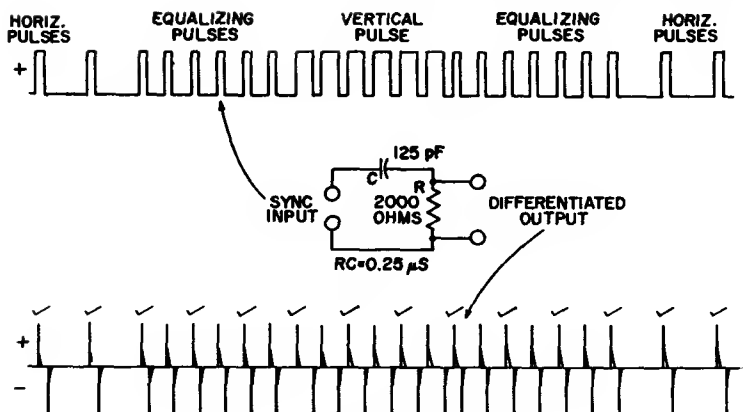 HORIZ.
PULSES
EQUALIZING
PULSES
VERTICAL
PULSE
EQUALIZING
PULSES
HORIZ.
PULSES
+
125 pF
C
R
2000
OHMS
SYNC
INPUT
DIFFERENTIATED
OUTPUT
RC=0.25 μS
+
−